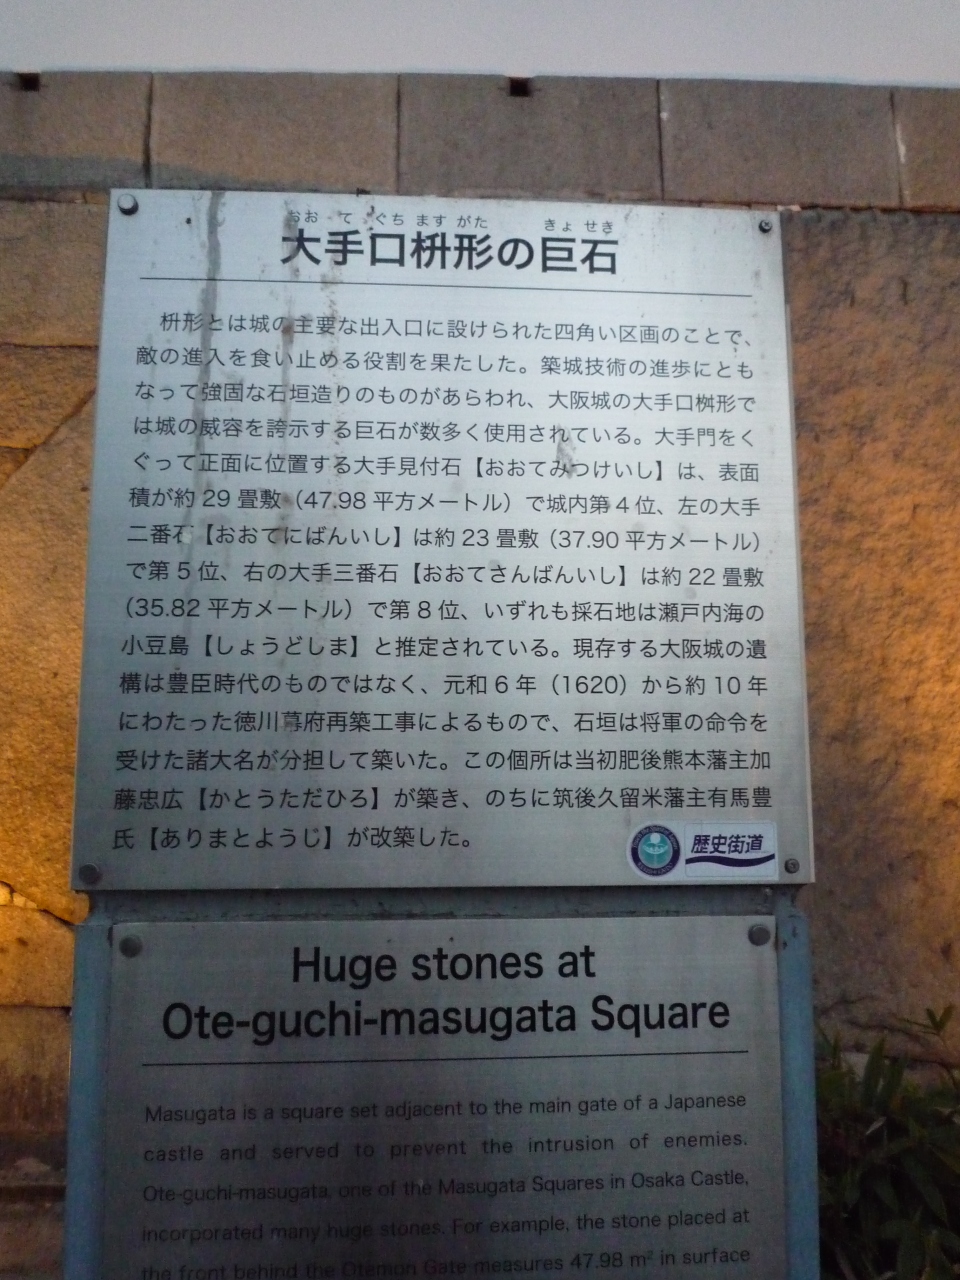 おお て ぐち ます がた きょ せき
大手口枡形の巨石
枡形とは城の主要な出入口に設けられた四角い区画のことで、
敵の進入を食い止める役割を果たした。築城技術の進歩にとも
なって強固な石垣造りのものがあらわれ、大阪城の大手口桝形で
は城の威容を誇示する巨石が数多く使用されている。大手門をく
ぐって正面に位置する大手見付石【おおてみつけいし】は、表面
積が約 29 畳敷（47.98 平方メートル）で城内第 4 位、左の大手
二番石【おおてにばんいし】は約 23 畳敷（37.90 平方メートル）
で第 5 位、右の大手三番石【おおてさんばんいし】は約 22 畳敷
（35.82 平方メートル）で第 8 位、いずれも採石地は瀬戸内海の
小豆島【しょうどしま】と推定されている。現存する大阪城の遺
構は豊臣時代のものではなく、元和 6 年（1620）から約 10 年
にわたった徳川幕府再築工事によるもので、石垣は将軍の命令を
受けた諸大名が分担して築いた。この個所は当初肥後熊本藩主加
藤忠広【かとうただひろ】が築き、のちに筑後久留米藩主有馬豊
氏【ありまとようじ】が改築した。
歴史街道
Huge stones at
Ote-guchi-masugata Square
Masugata is a square set adjacent to the main gate of a Japanese
castle and served to prevent the intrusion of enemies.
Ote-guchi-masugata, one of the Masugata Squares in Osaka Castle,
incorporated many huge stones. For example, the stone placed at
the front behind the Otemon Gate measures 47.98 m² in surface